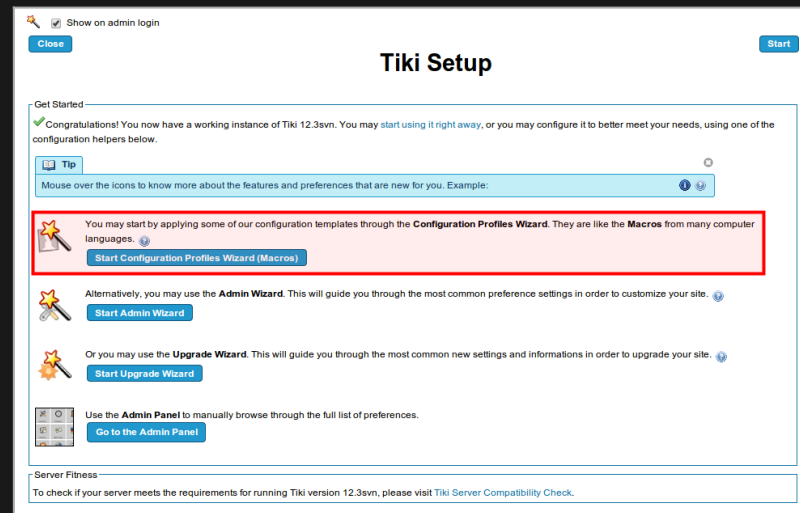 Show on admin login
Close
Start
Tiki Setup
Get Started
Congratulations! You now have a working instance of Tiki 12.3svn. You may start using it right away, or you may configure it to better meet your needs, using one of the
configuration helpers below.
Tip
Mouse over the icons to know more about the features and preferences that are new for you. Example:
You may start by applying some of our configuration templates through the Configuration Profiles Wizard. They are like the Macros from many computer
languages.
Start Configuration Profiles Wizard (Macros)
Alternatively, you may use the Admin Wizard. This will guide you through the most common preference settings in order to customize your site.
Start Admin Wizard
Or you may use the Upgrade Wizard. This will guide you through the most common new settings and informations in order to upgrade your site.
Start Upgrade Wizard
Use the Admin Panel to manually browse through the full list of preferences.
Go to the Admin Panel
Server Fitness
To check if your server meets the requirements for running Tiki version 12.3svn, please visit Tiki Server Compatibility Check.